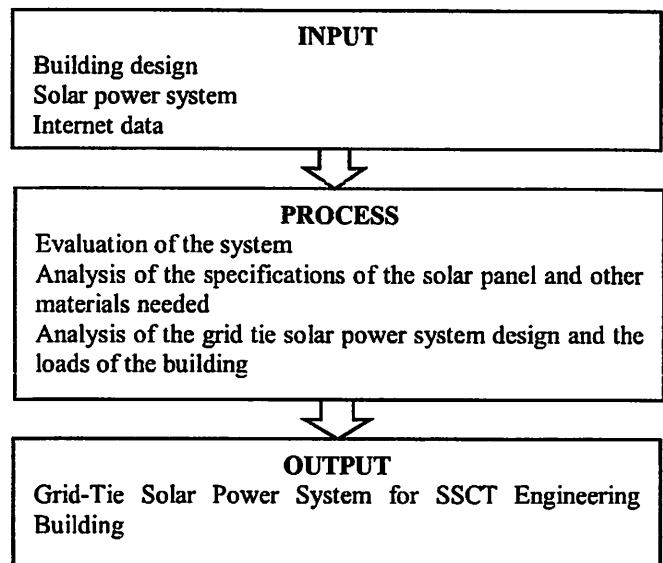 INPUT
Building design
Solar power system
Internet data
PROCESS
Evaluation of the system
Analysis of the specifications of the solar panel and other
materials needed
Analysis of the grid tie solar power system design and the
loads of the building
OUTPUT
Grid-Tie Solar Power System for SSCT Engineering
Building